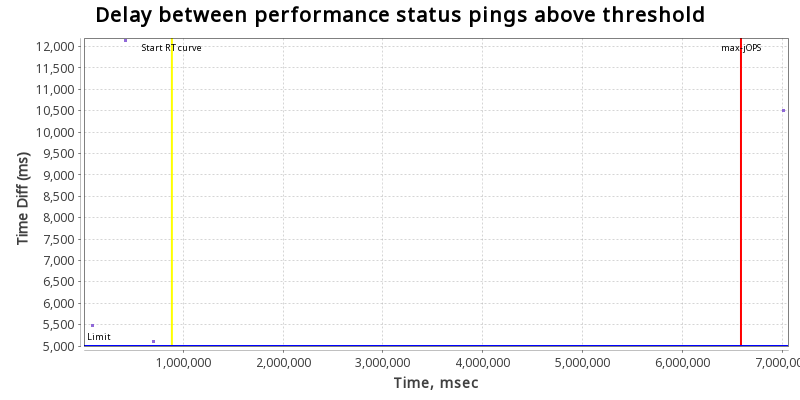 Delay between performance status pings above threshold
12,000
Start RT curve
max-jOPS
11,500
11,000
10,500
10,000
9,500
9,000
8,500
8,000
7,500
7,000
6,500
6,000
5,500
Limit
5,000
Time Diff (ms)
1,000,000 2,000,000 3,000,000 4,000,000 5,000,000 6,000,000 7,000,00
Time, msec